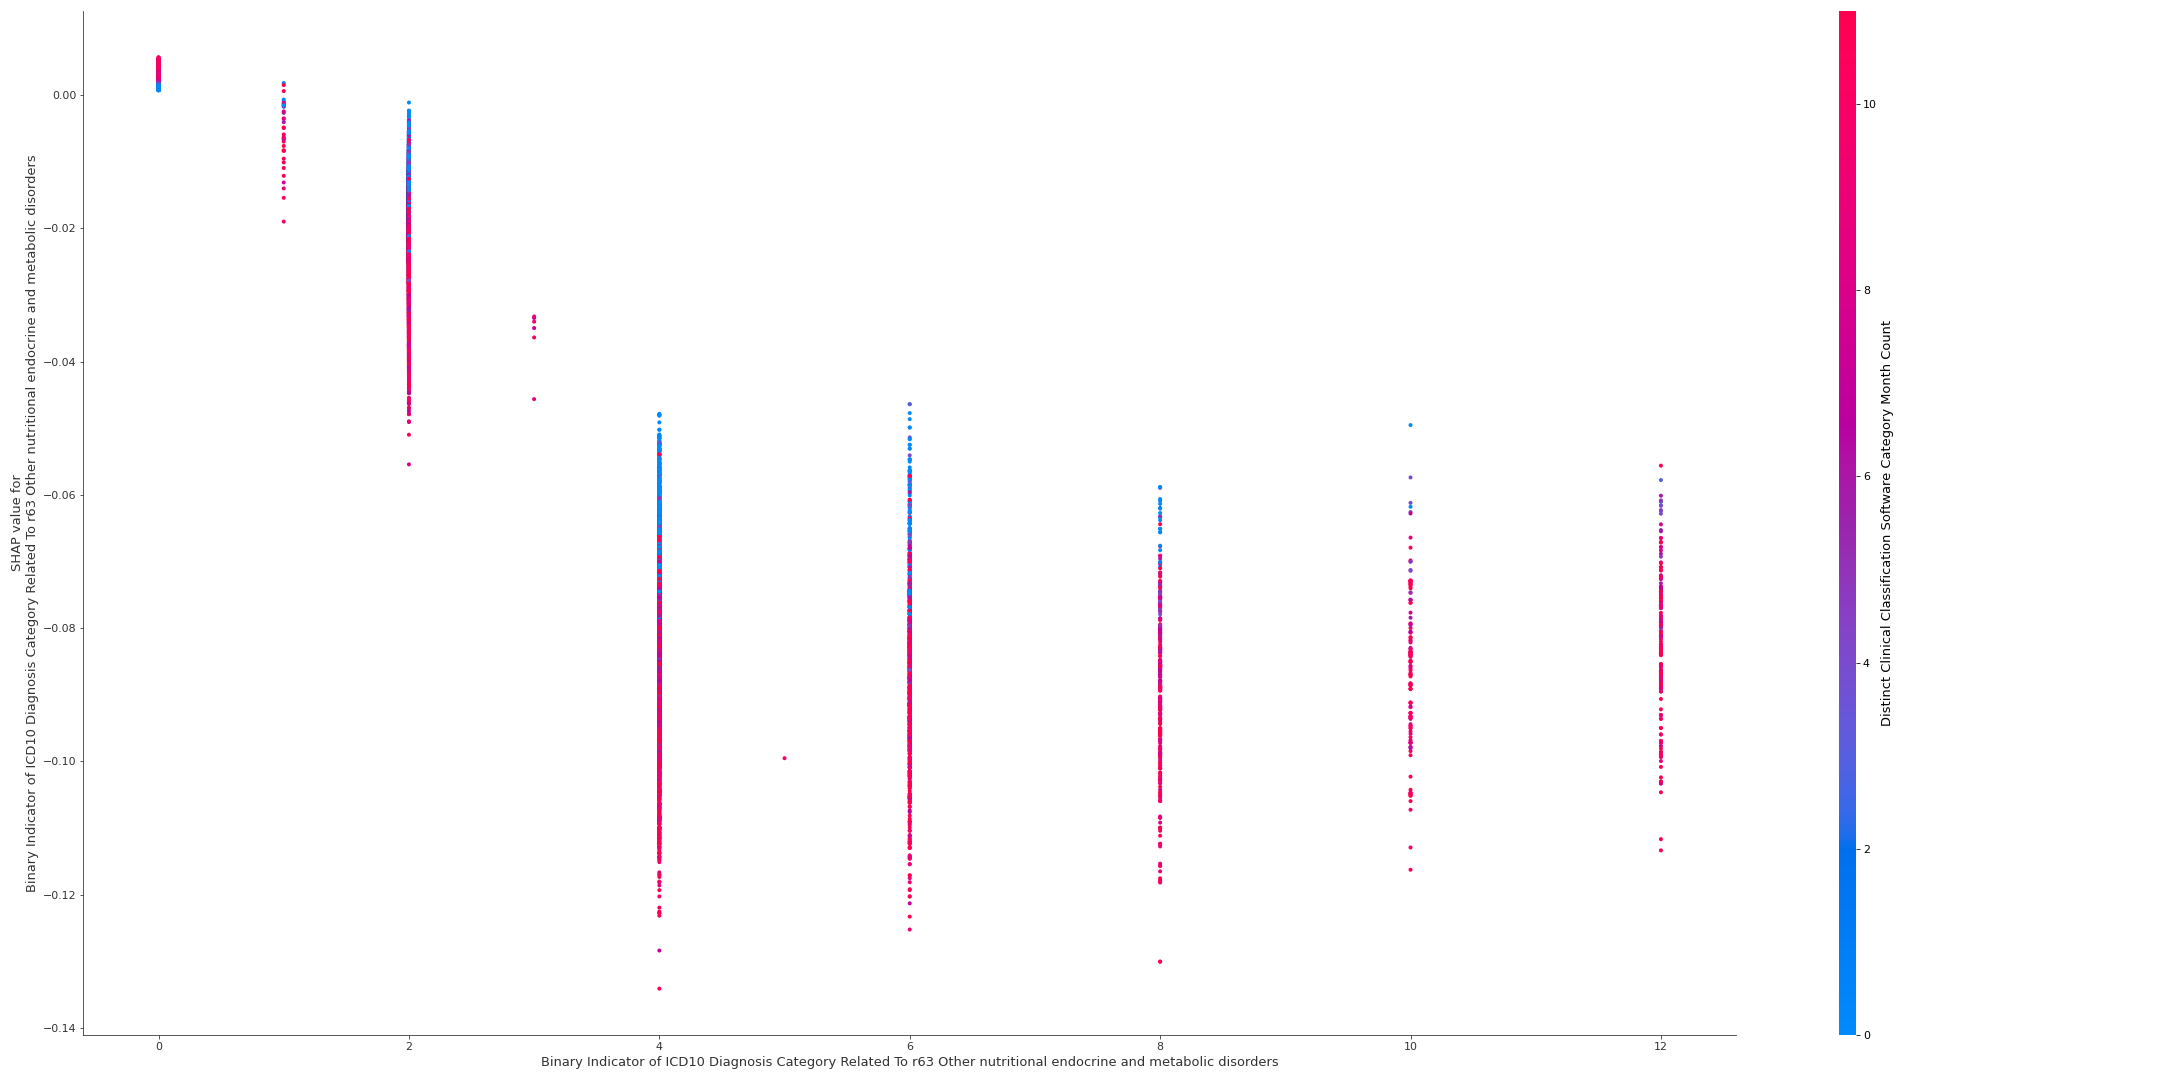 0.00
−0.02
−0.04
−0.06
−0.08
−0.10
−0.12
−0.14
SHAP value for
Binary Indicator of ICD10 Diagnosis Category Related To r63 Other nutritional endocrine and metabolic disorders
0 2 4 6 8 10 12
Binary Indicator of ICD10 Diagnosis Category Related To r63 Other nutritional endocrine and metabolic disorders
10
8
6
4
2
0
Distinct Clinical Classification Software Category Month Count